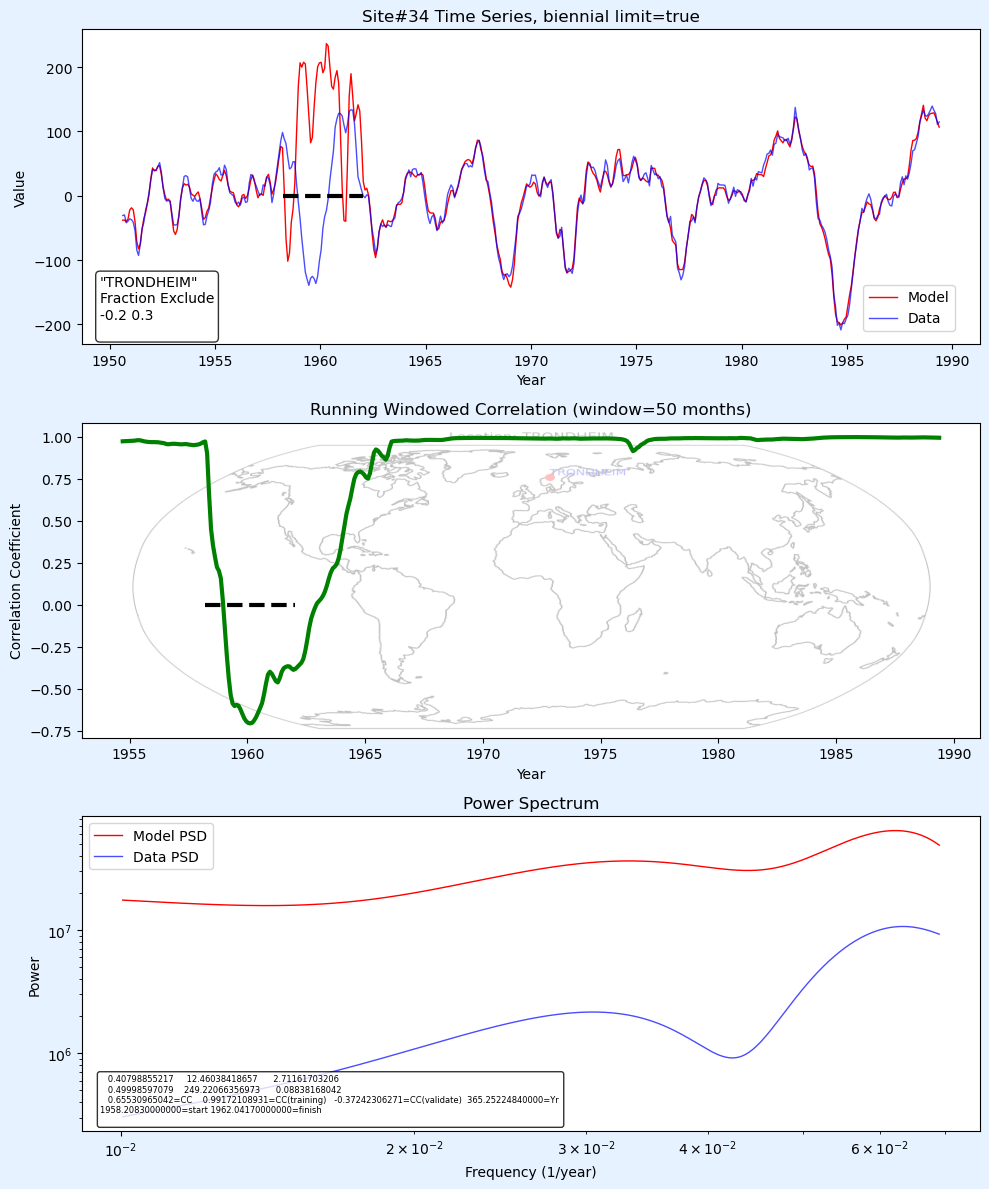 Site#34 Time Series, biennial limit=true
Value
200
100
0
−100
−200
"TRONDHEIM"
Fraction Exclude
-0.2 0.3
Model
Data
1950 1955 1960 1965 1970 1975 1980 1985 1990
Year
Running Windowed Correlation (window=50 months)
Correlation Coefficient
1.00
0.75
0.50
0.25
0.00
−0.25
−0.50
−0.75
TRONDHEIM
1955 1960 1965 1970 1975 1980 1985 1990
Year
Power Spectrum
Model PSD
Data PSD
Power
10^7
10^6
0.40798855217 12.46038418657 2.71161703206
0.49998597079 249.22066356973 0.08838168042
0.65530965042=CC 0.99172108931=CC(training) -0.37242306271=CC(validate) 365.25224840000=Yr
1958.20830000000=start 1962.04170000000=finish
10^−2 2 × 10^−2 3 × 10^−2 4 × 10^−2 6 × 10^−2
Frequency (1/year)